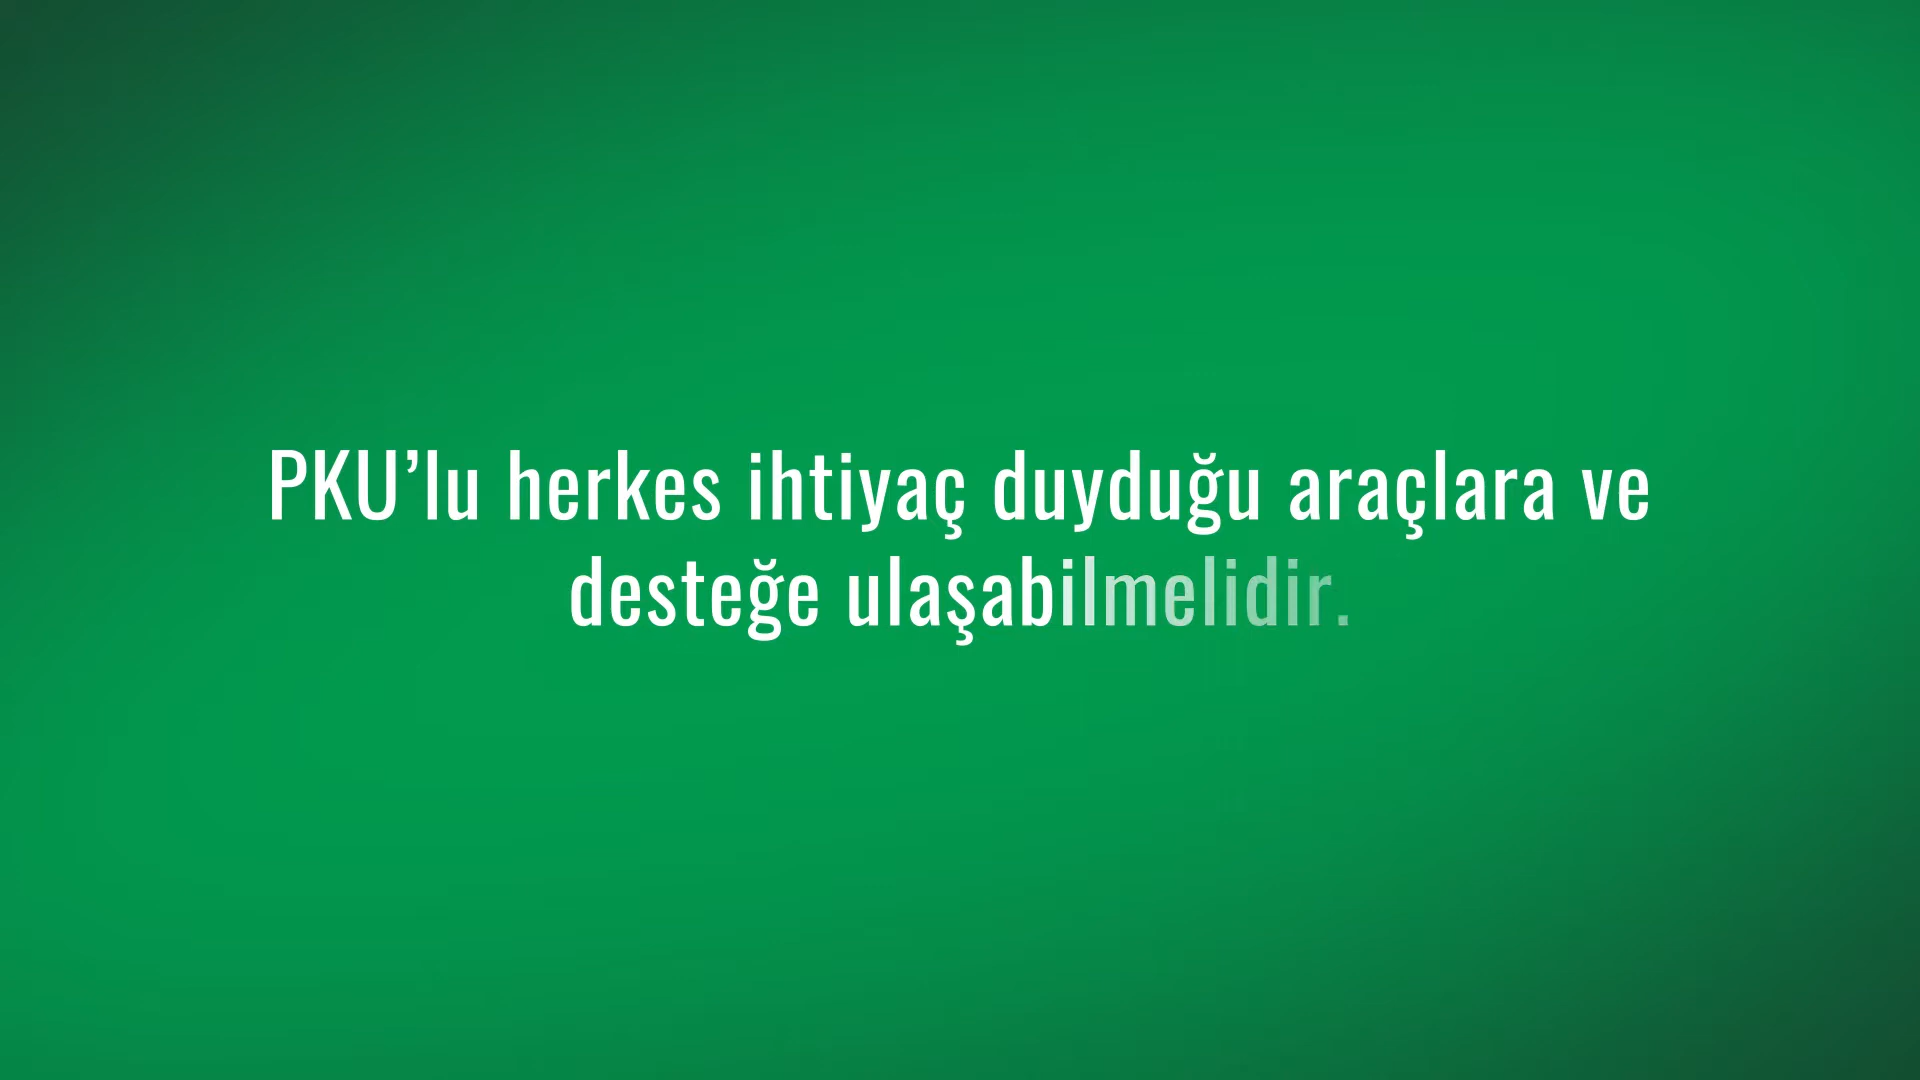 PKU’lu herkes ihtiyaç duyduğu araçlara ve
desteğe ulaşabilmelidir.